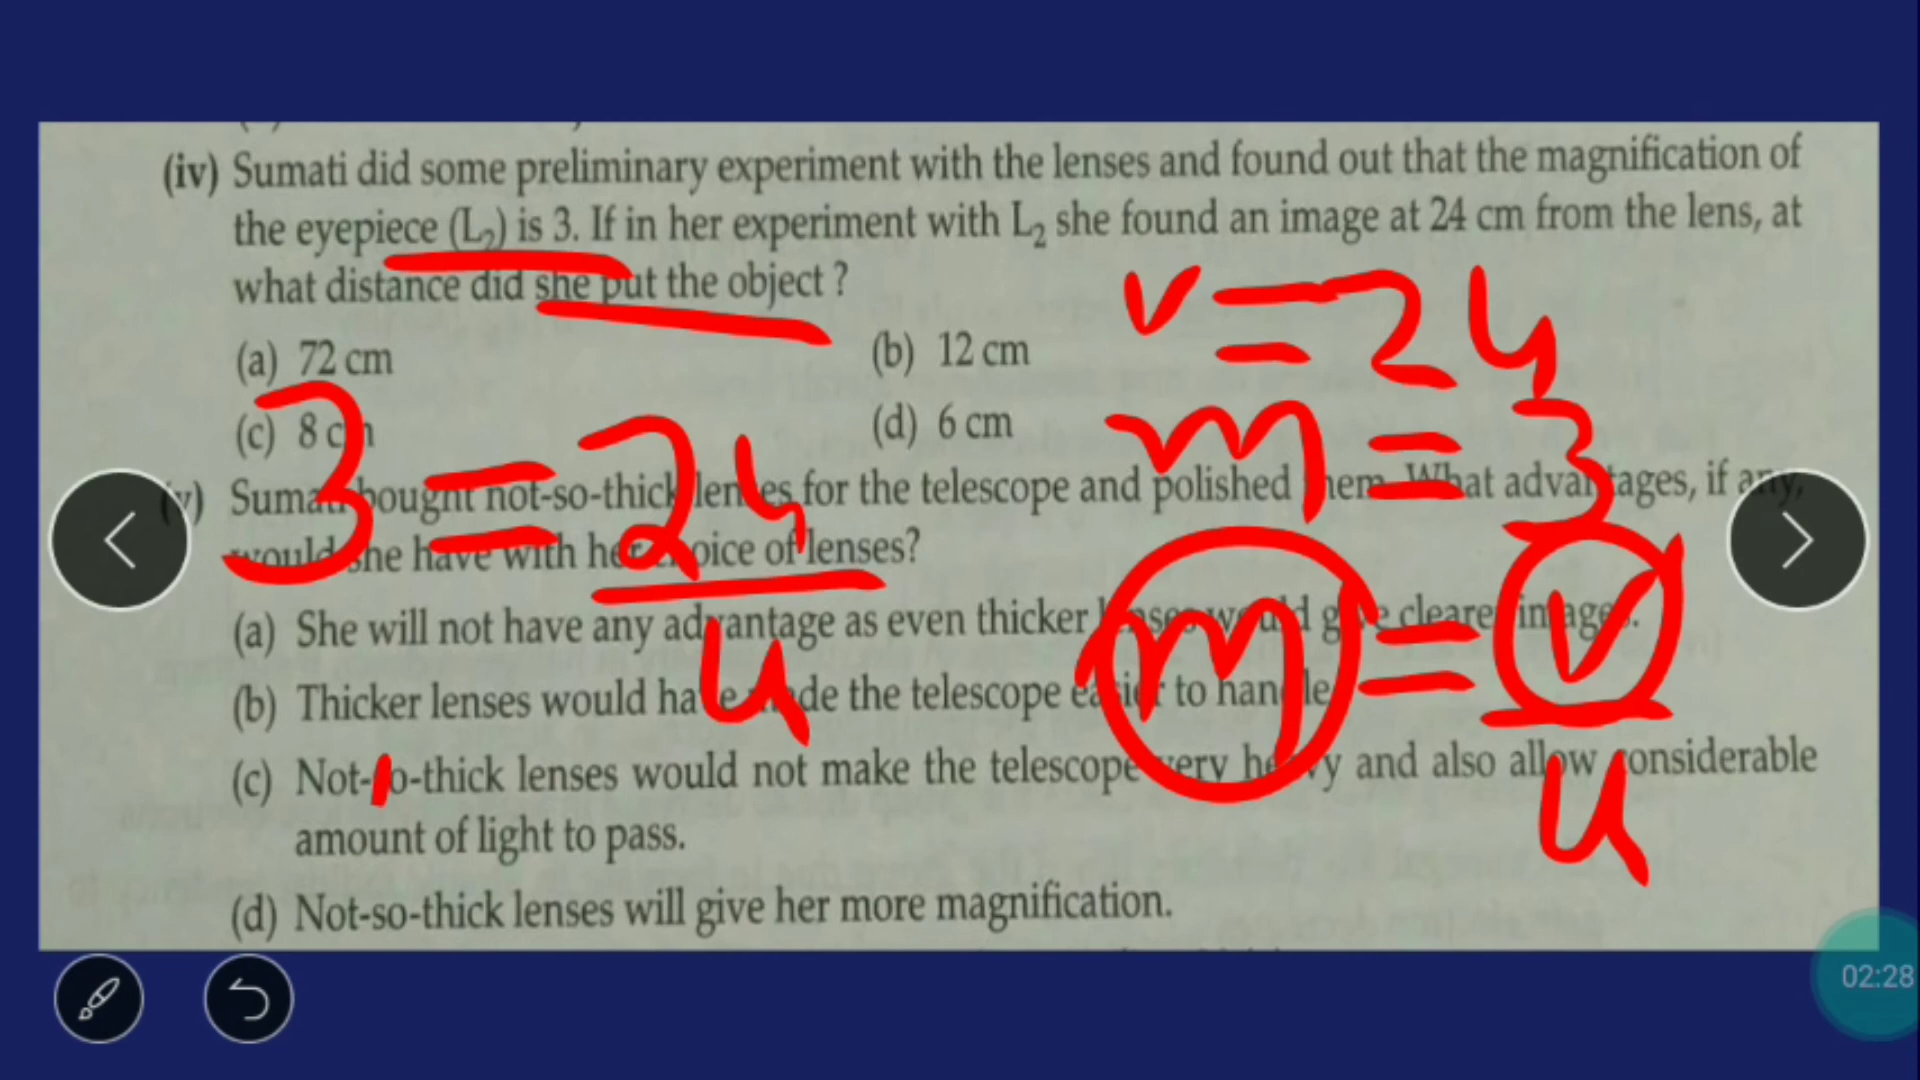 (iv) Sumati did some preliminary experiment with the lenses and found out that the magnification of
the eyepiece (L₂) is 3. If in her experiment with L₂ she found an image at 24 cm from the lens, at
what distance did she put the object ?
v = 24
(a) 72 cm (b) 12 cm
m = 3
(c) 8 cm (d) 6 cm
3 = 24
u
m = v
u
(v) Sumati bought not-so-thick lenses for the telescope and polished them. What advantages, if any,
would she have with her choice of lenses?
(a) She will not have any advantage as even thicker lenses would give clearer images.
(b) Thicker lenses would have made the telescope easier to handle.
(c) Not-so-thick lenses would not make the telescope very heavy and also allow considerable
amount of light to pass.
(d) Not-so-thick lenses will give her more magnification.
02:28